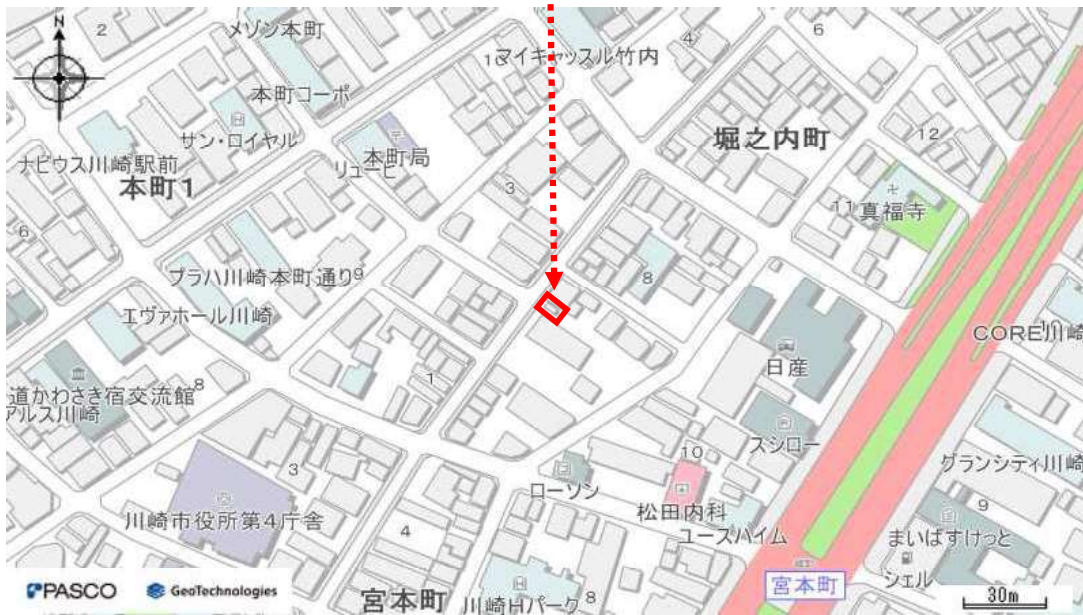 N
2
メゾン本町
1
マイキャッスル竹内
4
6
本町コーポ
サン・ロイヤル
本町局
リュービ
堀之内町
12
ナビウス川崎駅前
本町1
3
11
真福寺
6
プラハ川崎本町通り
9
8
エヴァホール川崎
CORE川崎
日産
道かわさき宿交流館
8
アルス川崎
1
スシロー
3
10
ローソン
グランシティ川崎
川崎市役所第4庁舎
松田内科
9
4
ユースハイム
まいばすけっと
シェル
宮本町
PASCO
GeoTechnologies
宮本町
川崎Hパーク
8
30m